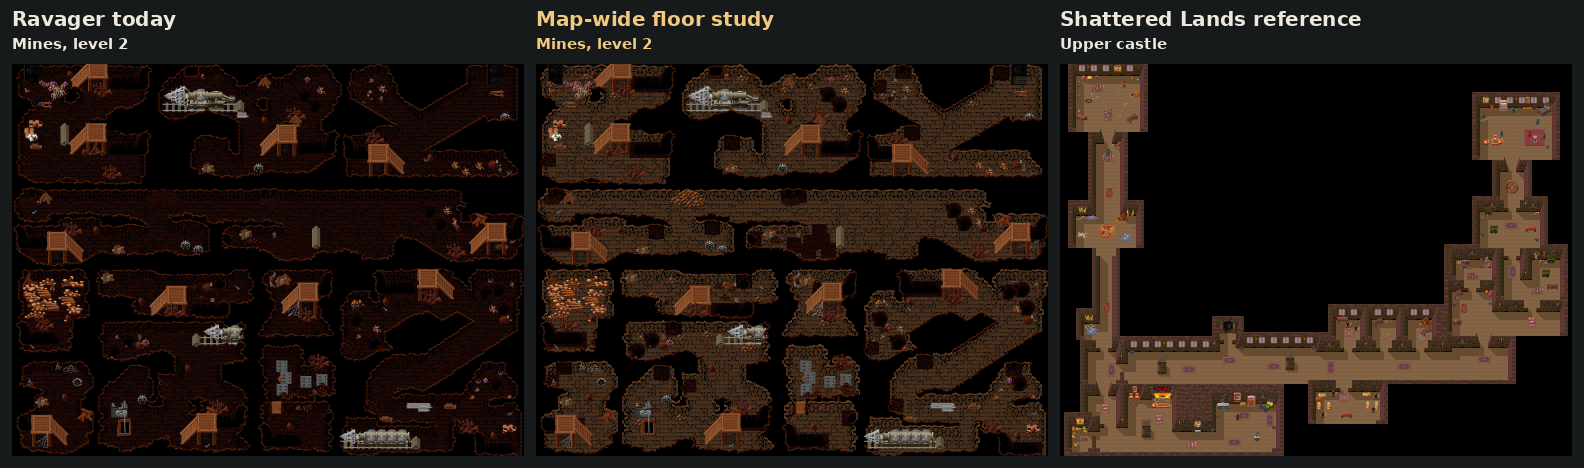 Ravager today
Mines, level 2
Map-wide floor study
Mines, level 2
Shattered Lands reference
Upper castle